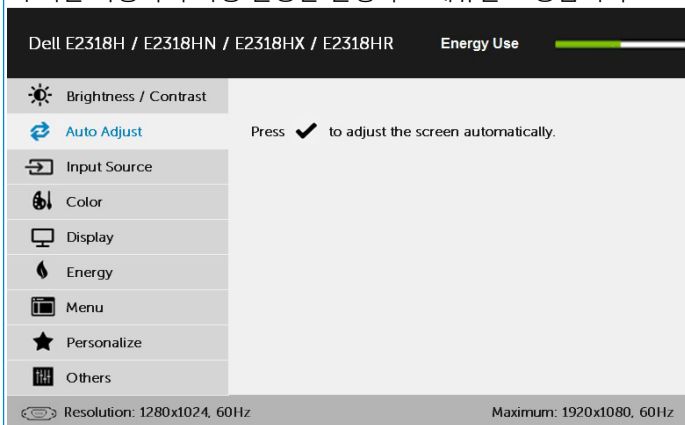 Dell E2318H / E2318HN / E2318HX / E2318HR Energy Use
Brightness / Contrast
Auto Adjust Press ✔ to adjust the screen automatically.
Input Source
Color
Display
Energy
Menu
Personalize
Others
Resolution: 1280x1024, 60Hz Maximum: 1920x1080, 60Hz